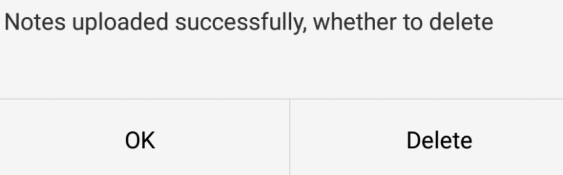 Notes uploaded successfully, whether to delete
OK
Delete